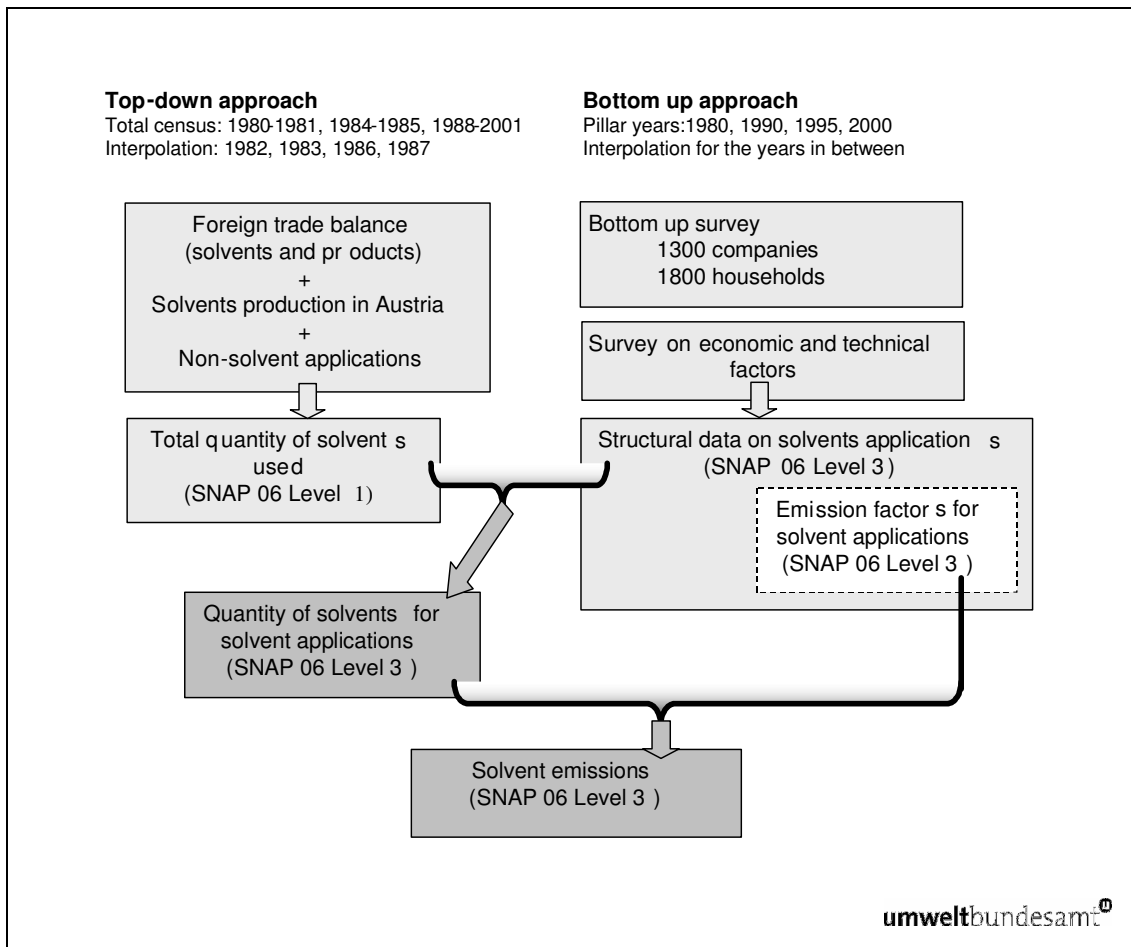 Top-down approach
Total census: 1980-1981, 1984-1985, 1988-2001
Interpolation: 1982, 1983, 1986, 1987
Bottom up approach
Pillar years:1980, 1990, 1995, 2000
Interpolation for the years in between
Foreign trade balance
(solvents and pr oducts)
+
Solvents production in Austria
+
Non-solvent applications
Bottom up survey
1300 companies
1800 households
Survey on economic and technical
factors
Total quantity of solvent s
used
(SNAP 06 Level 1)
Structural data on solvents application s
(SNAP 06 Level 3)
Emission factor s for
solvent applications
(SNAP 06 Level 3 )
Quantity of solvents for
solvent applications
(SNAP 06 Level 3 )
Solvent emissions
(SNAP 06 Level 3 )
umweltbundesamt u